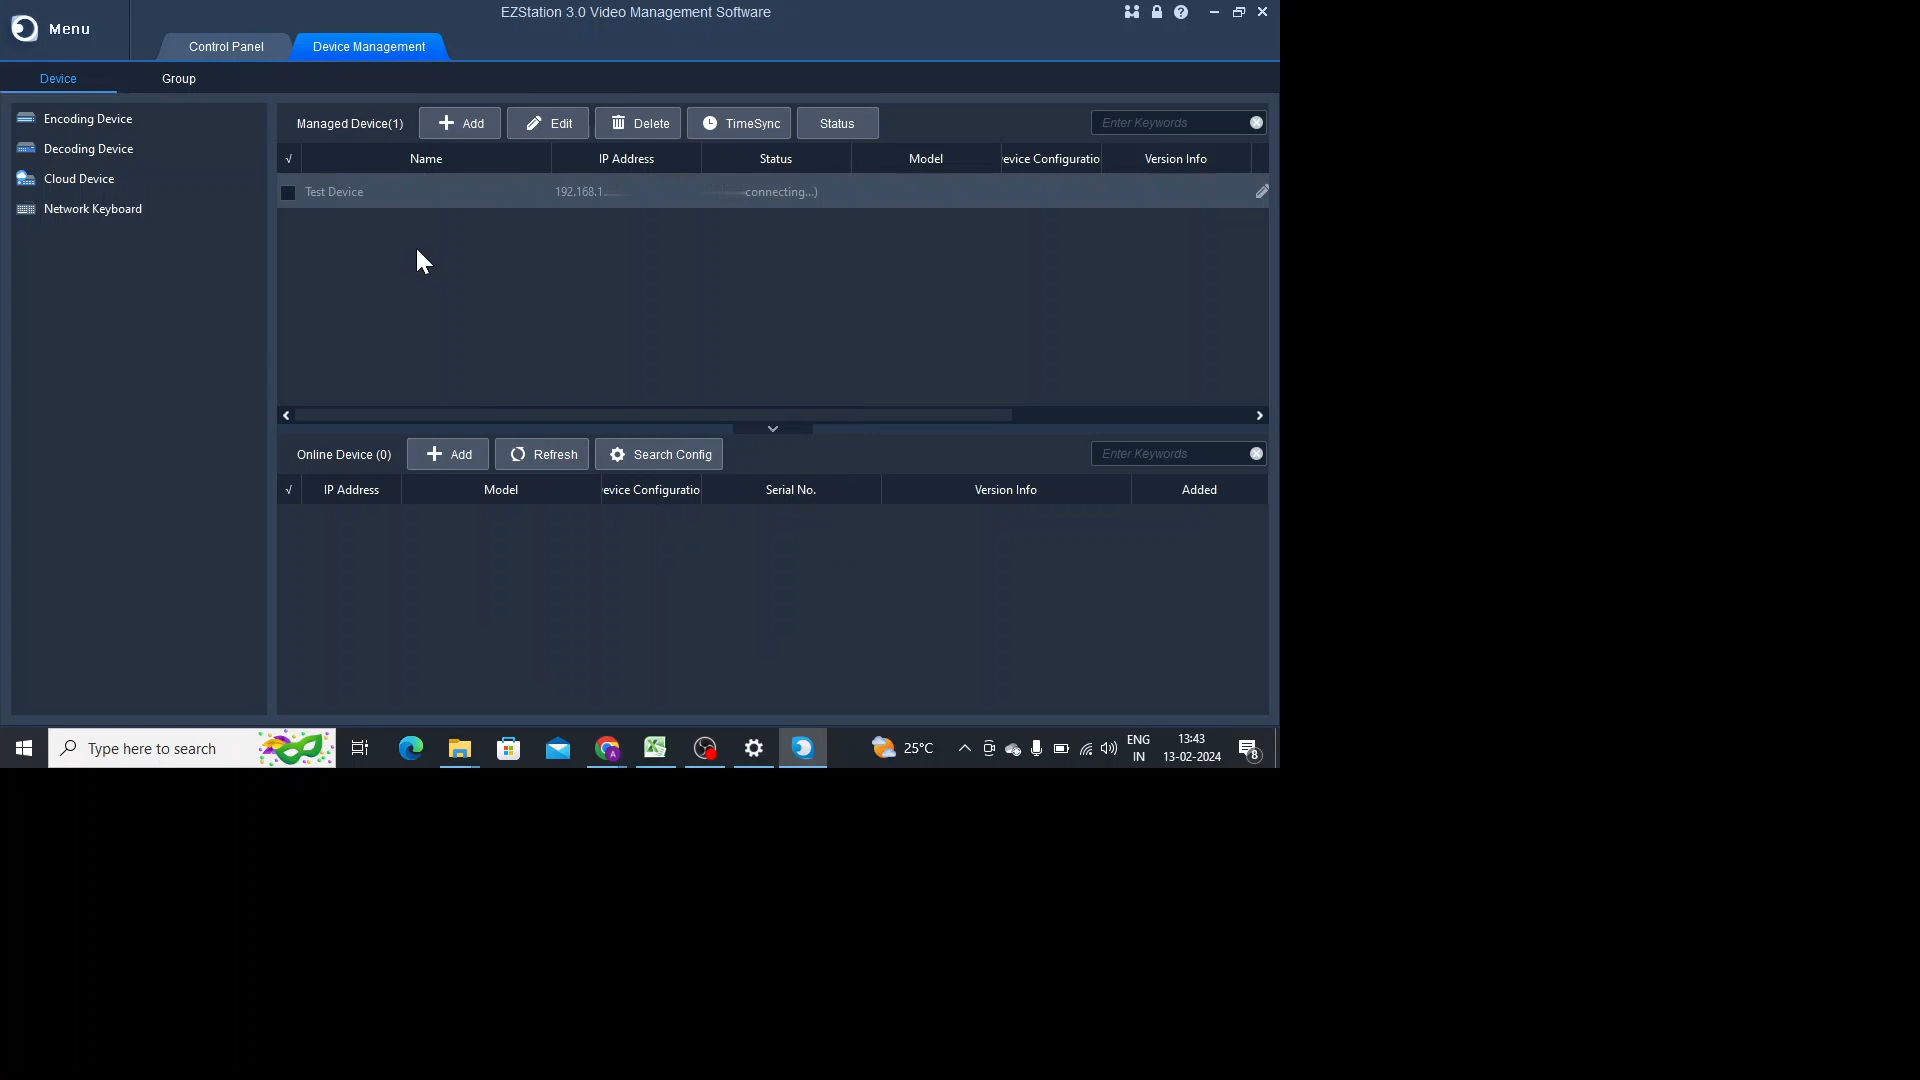 EZStation 3.0 Video Management Software
Menu
Control Panel
Device Management
Device
Group
Encoding Device
Decoding Device
Cloud Device
Network Keyboard
Managed Device(1)
Add
Edit
Delete
TimeSync
Status
Enter Keywords
√
Name
IP Address
Status
Model
evice Configuratio
Version Info
Test Device
192.168.1.
connecting...)
Online Device (0)
Add
Refresh
Search Config
Enter Keywords
√
IP Address
Model
evice Configuratio
Serial No.
Version Info
Added
Type here to search
25°C
ENG
IN
13:43
13-02-2024
8